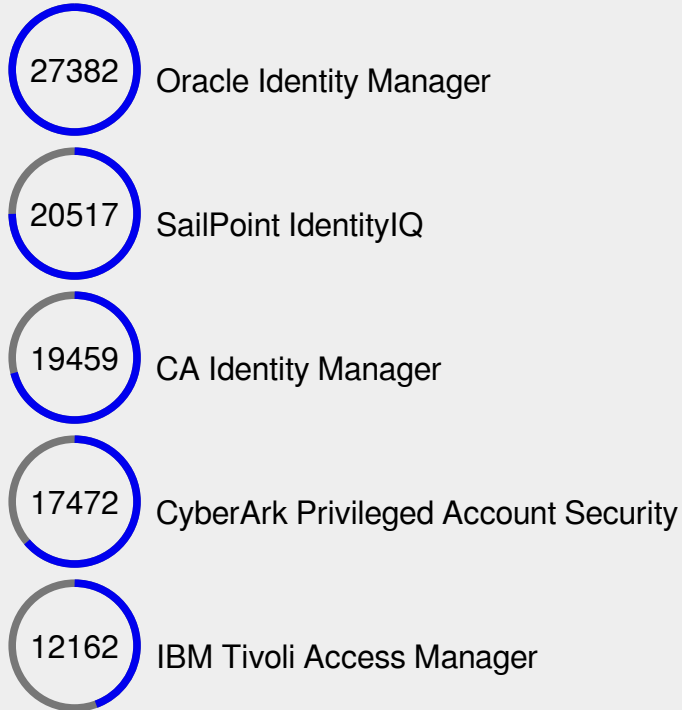 27382 Oracle Identity Manager
20517 SailPoint IdentityIQ
19459 CA Identity Manager
17472 CyberArk Privileged Account Security
12162 IBM Tivoli Access Manager